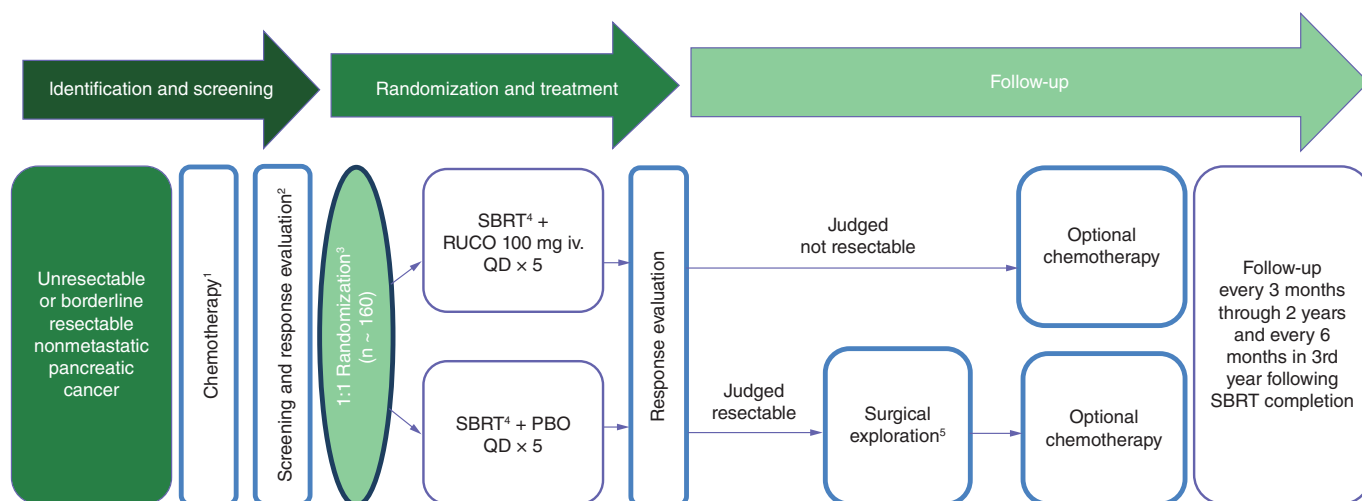 Identification and screening
Randomization and treatment
Follow-up
Unresectable
or borderline
resectable
nonmetastatic
pancreatic
cancer
Chemotherapy¹
Screening and response evaluation²
1:1 Randomization³
(n ~ 160)
SBRT⁴ +
RUCO 100 mg iv.
QD × 5
SBRT⁴ + PBO
QD × 5
Response evaluation
Judged
not resectable
Judged
resectable
Surgical
exploration⁵
Optional
chemotherapy
Optional
chemotherapy
Follow-up
every 3 months
through 2 years
and every 6
months in 3rd
year following
SBRT completion